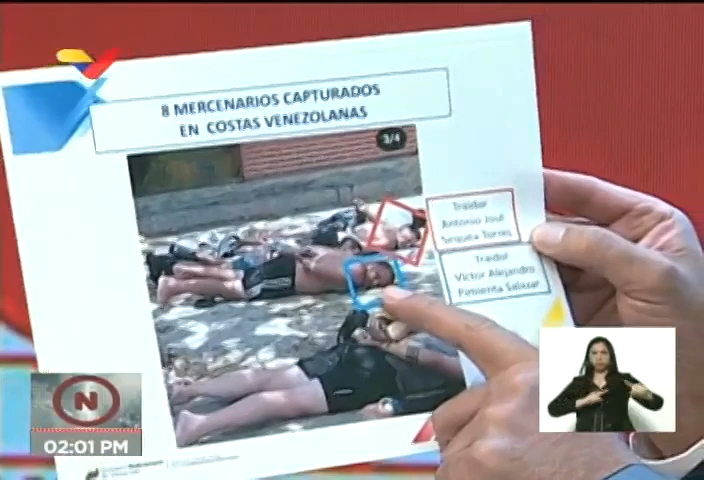 8 MERCENARIOS CAPTURADOS
EN COSTAS VENEZOLANAS
3/4
Traidor
Antonio José
Sequea Torres
Traidor
Victor Alejandro
Pimienta Salazar
N
02:01 PM